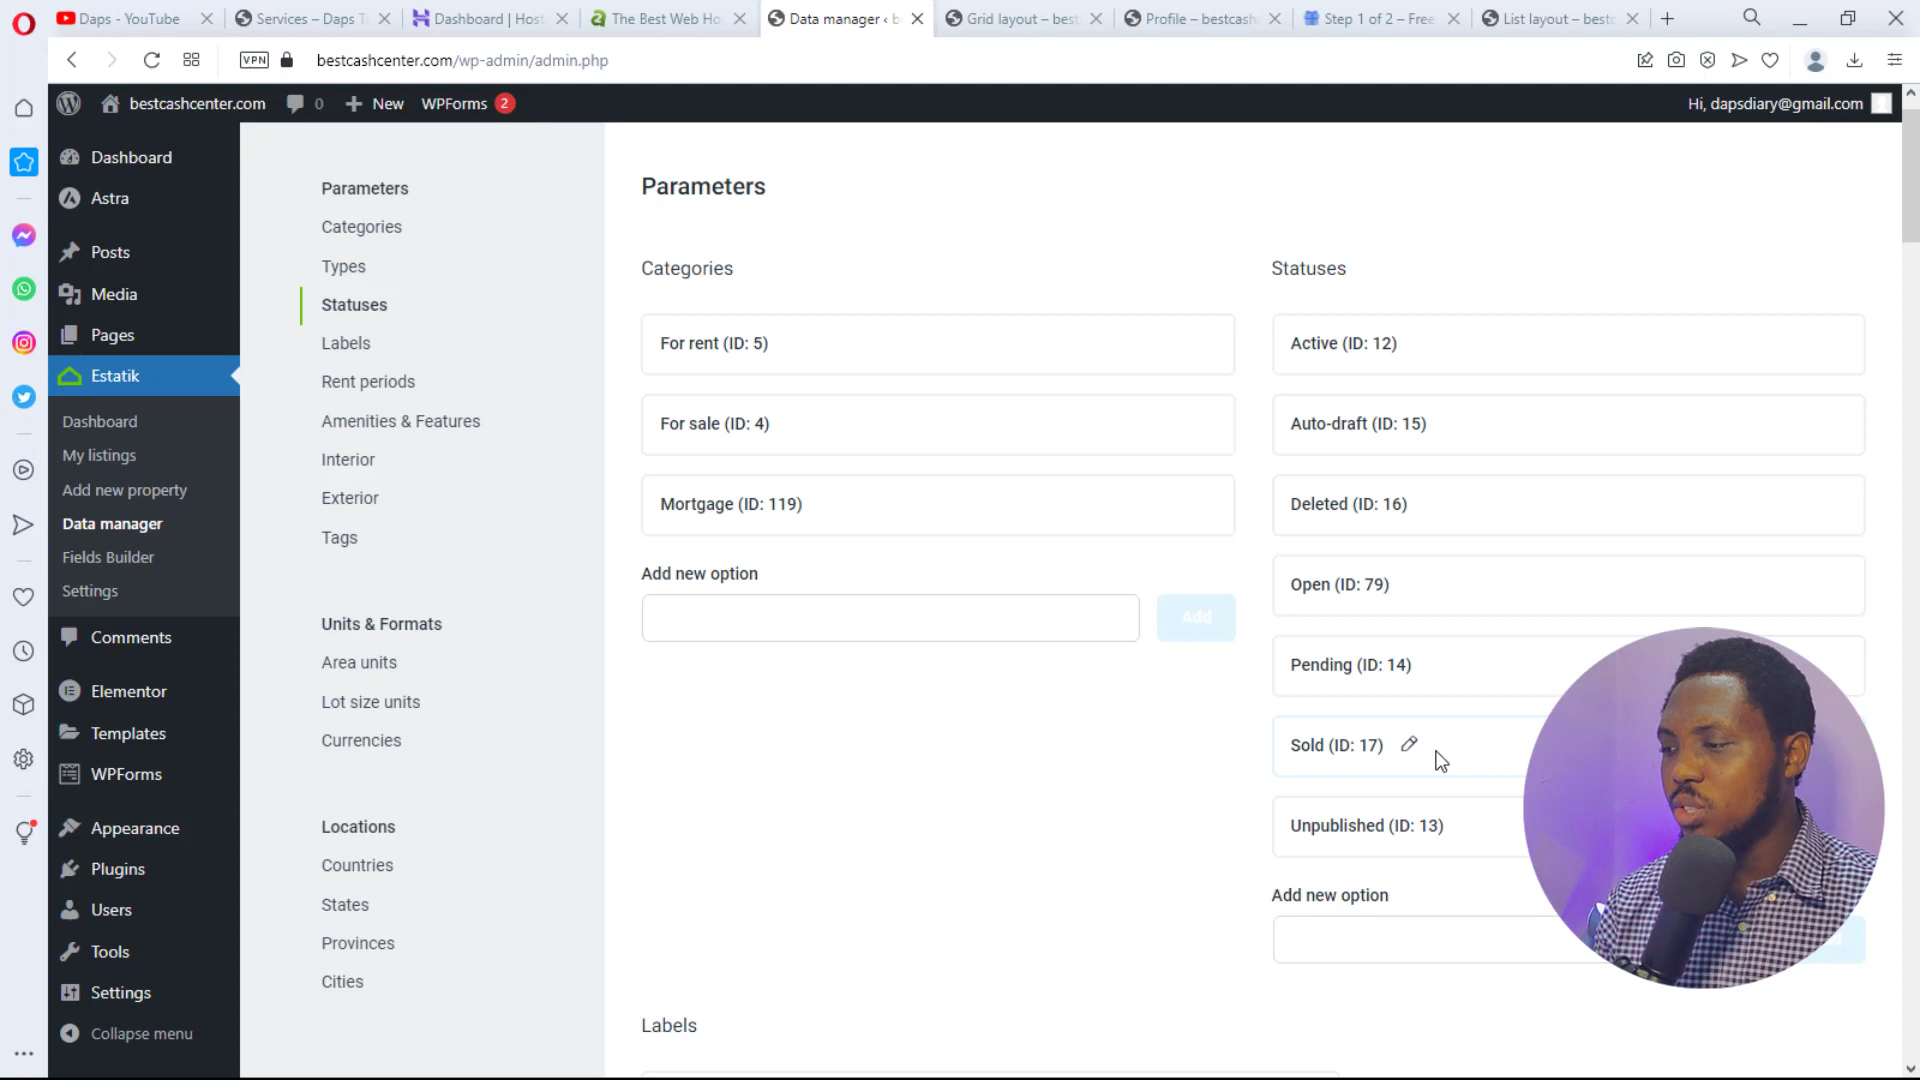 Daps - YouTube
Services – Daps T
Dashboard | Host
The Best Web Ho
Data manager ‹ b
Grid layout – best
Profile – bestcash
Step 1 of 2 – Free
List layout – bestc
VPN
bestcashcenter.com/wp-admin/admin.php
bestcashcenter.com
0
New
WPForms 2
Hi, dapsdiary@gmail.com
Dashboard
Astra
Posts
Media
Pages
Estatik
Dashboard
My listings
Add new property
Data manager
Fields Builder
Settings
Comments
Elementor
Templates
WPForms
Appearance
Plugins
Users
Tools
Settings
Collapse menu
Parameters
Categories
Types
Statuses
Labels
Rent periods
Amenities & Features
Interior
Exterior
Tags
Units & Formats
Area units
Lot size units
Currencies
Locations
Countries
States
Provinces
Cities
Parameters
Categories
For rent (ID: 5)
For sale (ID: 4)
Mortgage (ID: 119)
Add new option
Add
Statuses
Active (ID: 12)
Auto-draft (ID: 15)
Deleted (ID: 16)
Open (ID: 79)
Pending (ID: 14)
Sold (ID: 17)
Unpublished (ID: 13)
Add new option
Labels